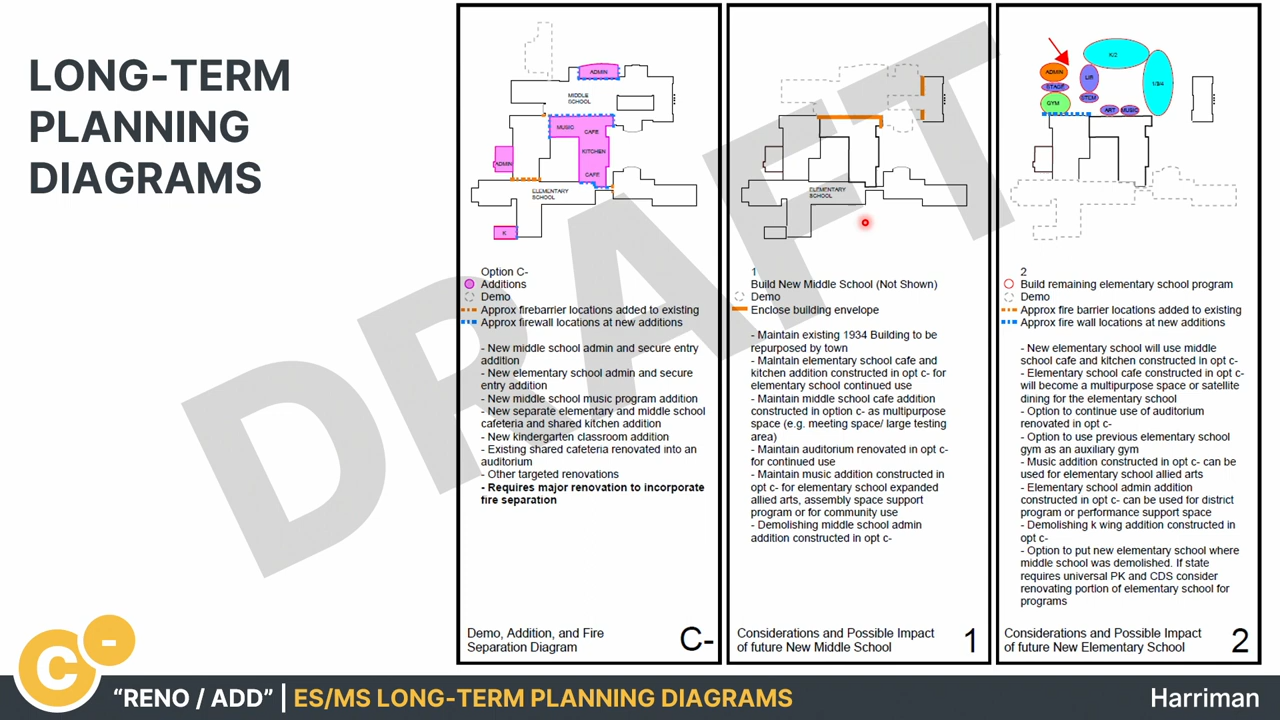 LONG-TERM
PLANNING
DIAGRAMS
DRAFT
ADMIN
MIDDLE
SCHOOL
MUSIC
CAFE
KITCHEN
CAFE
ADMIN
ELEMENTARY
SCHOOL
K
Option C-
Additions
Demo
Approx firebarrier locations added to existing
Approx firewall locations at new additions
- New middle school admin and secure entry
addition
- New elementary school admin and secure
entry addition
- New middle school music program addition
- New separate elementary and middle school
cafeteria and shared kitchen addition
- New kindergarten classroom addition
- Existing shared cafeteria renovated into an
auditorium
- Other targeted renovations
- Requires major renovation to incorporate
fire separation
Demo, Addition, and Fire
Separation Diagram
C-
ELEMENTARY
SCHOOL
1
Build New Middle School (Not Shown)
Demo
Enclose building envelope
- Maintain existing 1934 Building to be
repurposed by town
- Maintain elementary school cafe and
kitchen addition constructed in opt c- for
elementary school continued use
- Maintain middle school cafe addition
constructed in option c- as multipurpose
space (e.g. meeting space/ large testing
area)
- Maintain auditorium renovated in opt c-
for continued use
- Maintain music addition constructed in
opt c- for elementary school expanded
allied arts, assembly space support
program or for community use
- Demolishing middle school admin
addition constructed in opt c-
Considerations and Possible Impact
of future New Middle School
1
K/2
ADMIN
LIB
STAGE
1/3/4
STEM
GYM
ART
MUSIC
2
Build remaining elementary school program
Demo
Approx fire barrier locations added to existing
Approx fire wall locations at new additions
- New elementary school will use middle
school cafe and kitchen constructed in opt c-
- Elementary school cafe constructed in opt c-
will become a multipurpose space or satellite
dining for the elementary school
- Option to continue use of auditorium
renovated in opt c-
- Option to use previous elementary school
gym as an auxiliary gym
- Music addition constructed in opt c- can be
used for elementary school allied arts
- Elementary school admin addition
constructed in opt c- can be used for district
program or performance support space
- Demolishing k wing addition constructed in
opt c-
- Option to put new elementary school where
middle school was demolished. If state
requires universal PK and CDS consider
renovating portion of elementary school for
programs
Considerations and Possible Impact
of future New Elementary School
2
C-
“RENO / ADD” | ES/MS LONG-TERM PLANNING DIAGRAMS
Harriman